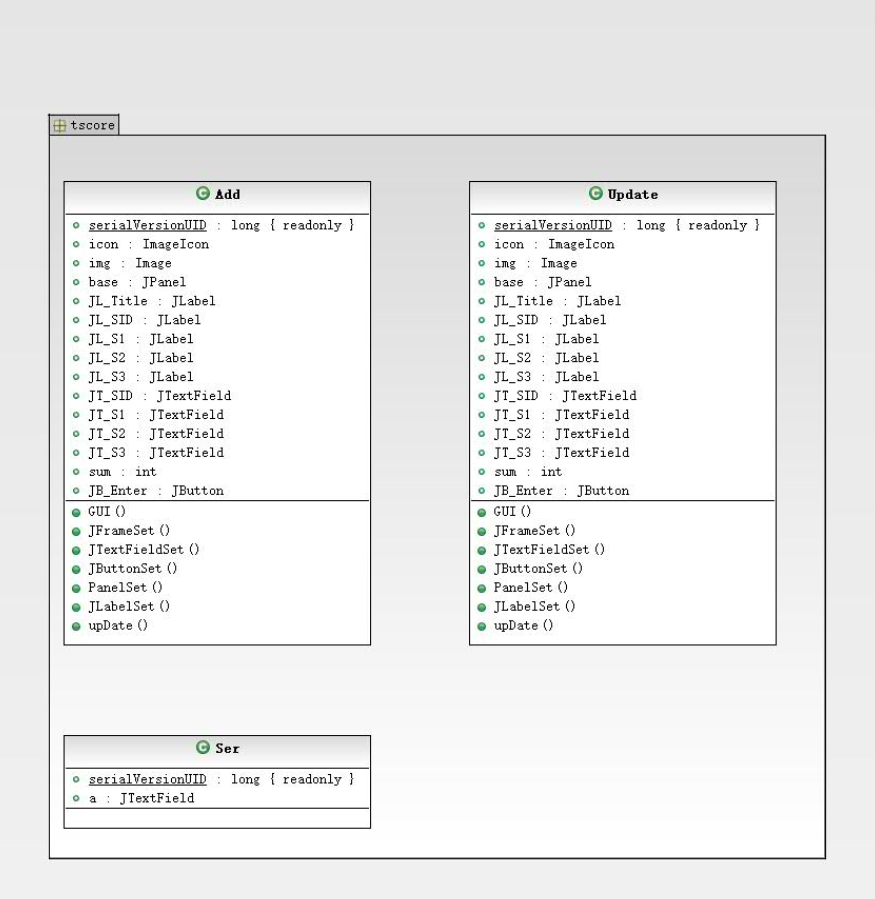 tscore
Add
serialVersionUID : long { readonly }
icon : ImageIcon
img : Image
base : JPanel
JL_Title : JLabel
JL_SID : JLabel
JL_S1 : JLabel
JL_S2 : JLabel
JL_S3 : JLabel
JT_SID : JTextField
JT_S1 : JTextField
JT_S2 : JTextField
JT_S3 : JTextField
sum : int
JB_Enter : JButton
GUI()
JFrameSet()
JTextFieldSet()
JButtonSet()
PanelSet()
JLabelSet()
upDate()
Update
serialVersionUID : long { readonly }
icon : ImageIcon
img : Image
base : JPanel
JL_Title : JLabel
JL_SID : JLabel
JL_S1 : JLabel
JL_S2 : JLabel
JL_S3 : JLabel
JT_SID : JTextField
JT_S1 : JTextField
JT_S2 : JTextField
JT_S3 : JTextField
sum : int
JB_Enter : JButton
GUI()
JFrameSet()
JTextFieldSet()
JButtonSet()
PanelSet()
JLabelSet()
upDate()
Ser
serialVersionUID : long { readonly }
a : JTextField